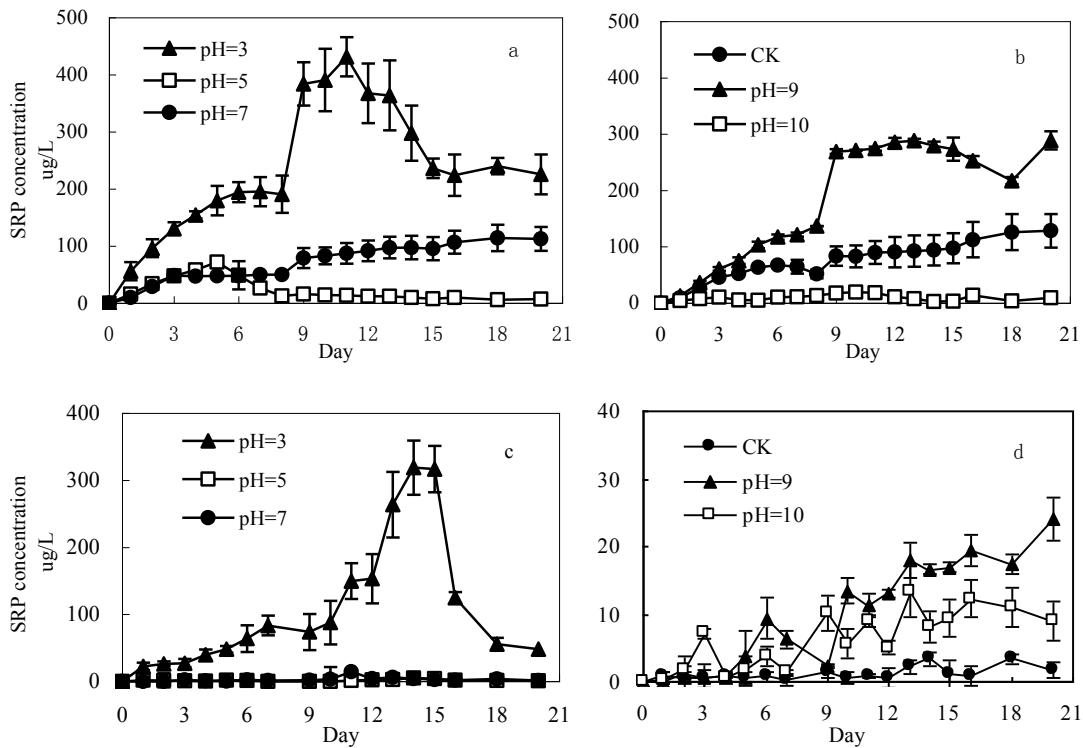 500
400
300
200
100
0
SRP concentration
ug/L
pH=3
pH=5
pH=7
a
0 3 6 9 12 15 18 21
Day
500
400
300
200
100
0
CK
pH=9
pH=10
b
0 3 6 9 12 15 18 21
Day
400
300
200
100
0
SRP concentration
ug/L
pH=3
pH=5
pH=7
c
0 3 6 9 12 15 18 21
Day
40
30
20
10
0
CK
pH=9
pH=10
d
0 3 6 9 12 15 18 21
Day